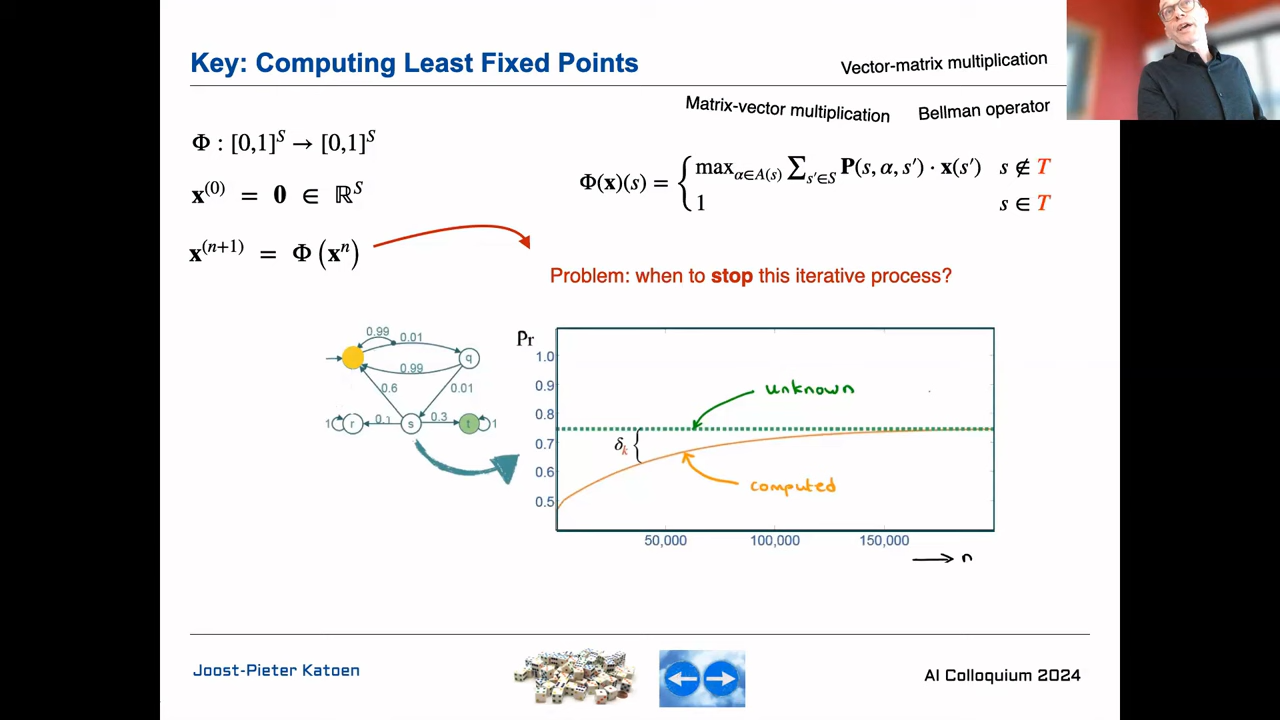 Key: Computing Least Fixed Points
Vector-matrix multiplication
Matrix-vector multiplication
Bellman operator
Φ : [0,1]^S → [0,1]^S
x^(0) = 0 ∈ ℝ^S
x^(n+1) = Φ (x^n)
Φ(x)(s) = { max_{α∈A(s)} ∑_{s′∈S} P(s, α, s′) · x(s′) s ∉ T
1 s ∈ T
Problem: when to stop this iterative process?
0.99
0.01
q
0.99
0.6
0.01
1
r
s
0.3
t
1
Pr
1.0
0.9
0.8
0.7
0.6
0.5
unknown
δ_k
computed
50,000
100,000
150,000
n
Joost-Pieter Katoen
AI Colloquium 2024